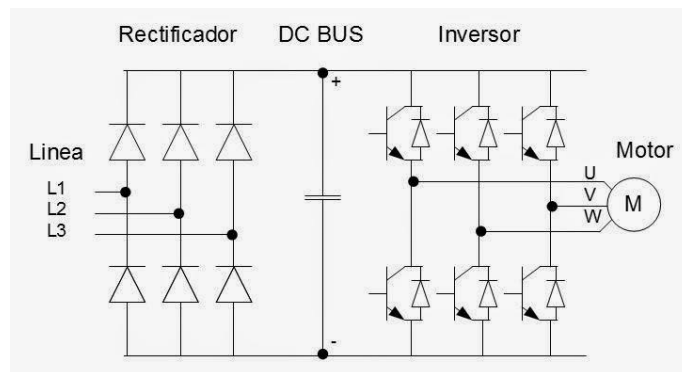 Rectificador DC BUS Inversor
+
Linea
Motor
L1
U
L2
V
M
L3
W
-